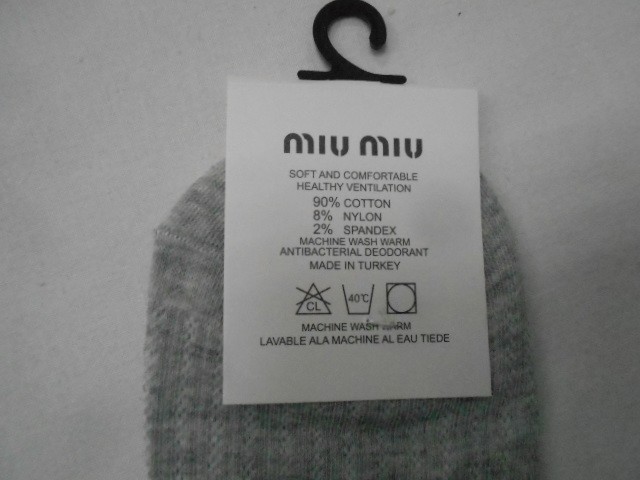 miu miu
SOFT AND COMFORTABLE
HEALTHY VENTILATION
90% COTTON
8% NYLON
2% SPANDEX
MACHINE WASH WARM
ANTIBACTERIAL DEODORANT
MADE IN TURKEY
CL 40℃
MACHINE WASH WARM
LAVABLE ALA MACHINE AL EAU TIEDE